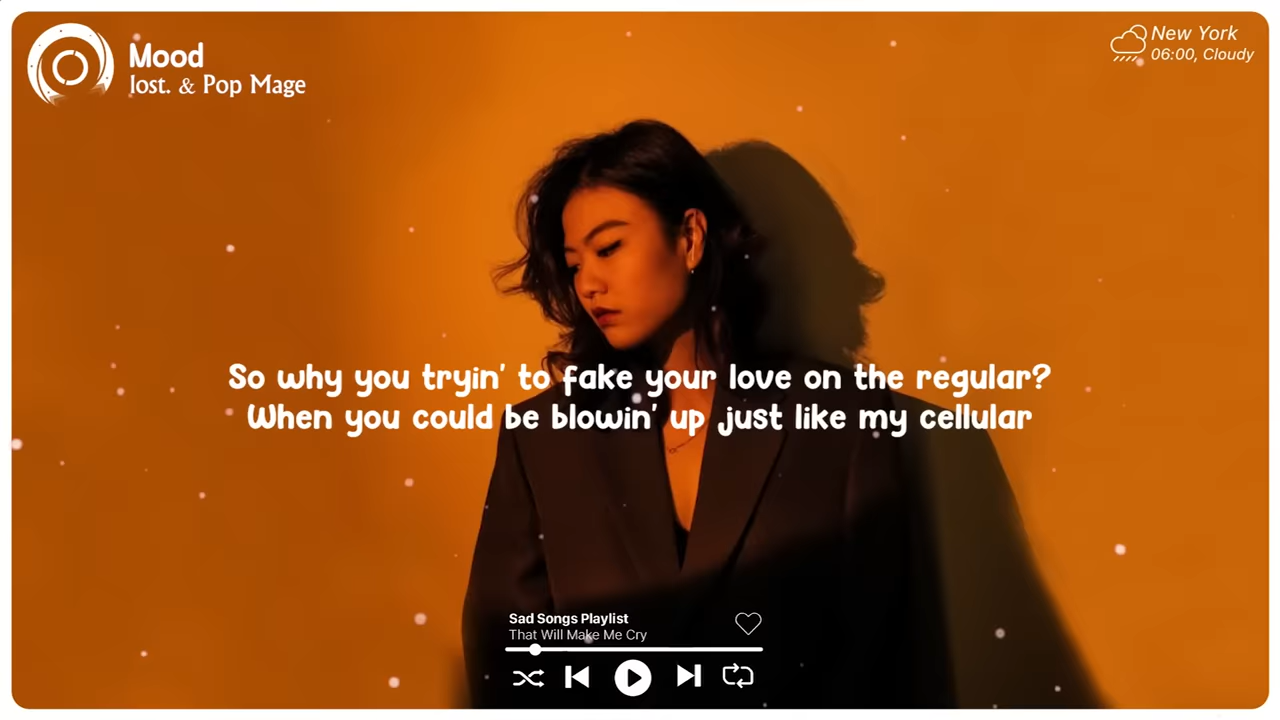 Mood
lost. & Pop Mage
New York
06:00, Cloudy
So why you tryin' to fake your love on the regular?
When you could be blowin' up just like my cellular
Sad Songs Playlist
That Will Make Me Cry